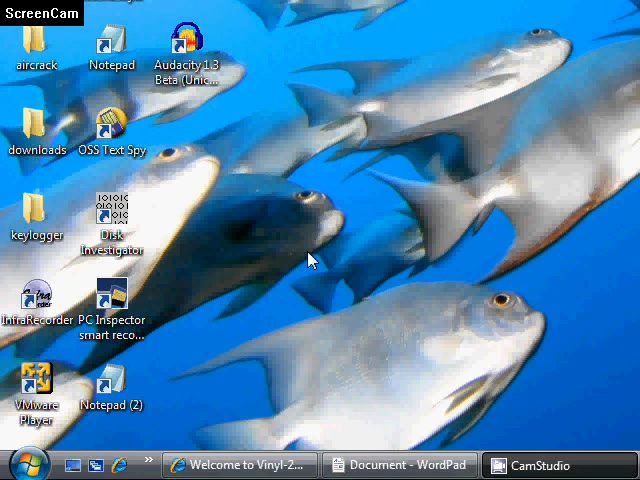 ScreenCam
aircrack
Notepad
Audacity 1.3
Beta (Unic...
downloads
OSS Text Spy
keylogger
Disk
Investigator
InfraRecorder
PC Inspector
smart reco...
VMware
Player
Notepad (2)
Welcome to Vinyl-2...
Document - WordPad
CamStudio